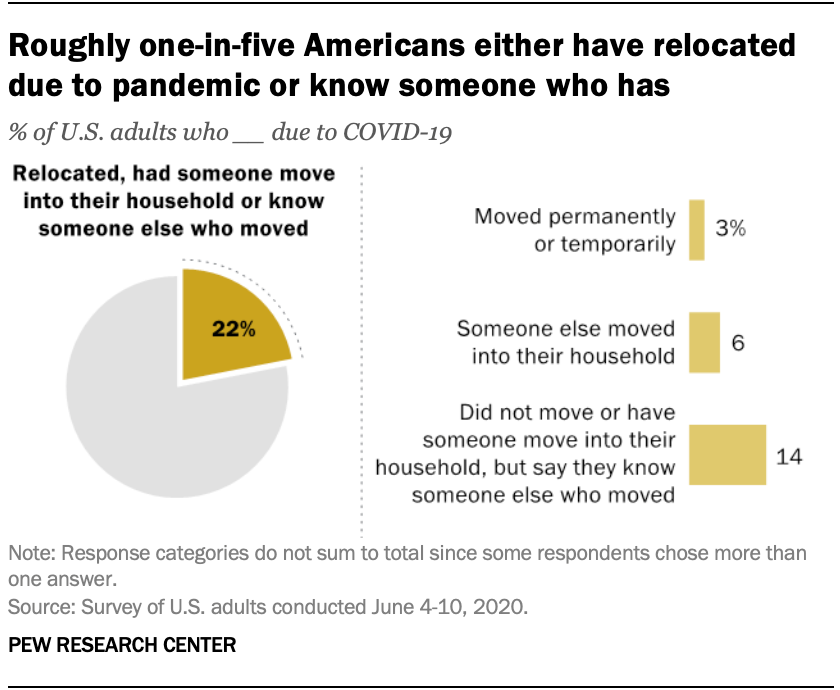 Roughly one-in-five Americans either have relocated
due to pandemic or know someone who has
% of U.S. adults who __ due to COVID-19
Relocated, had someone move
into their household or know
someone else who moved
22%
Moved permanently
or temporarily
3%
Someone else moved
into their household
6
Did not move or have
someone move into their
household, but say they know
someone else who moved
14
Note: Response categories do not sum to total since some respondents chose more than
one answer.
Source: Survey of U.S. adults conducted June 4-10, 2020.
PEW RESEARCH CENTER